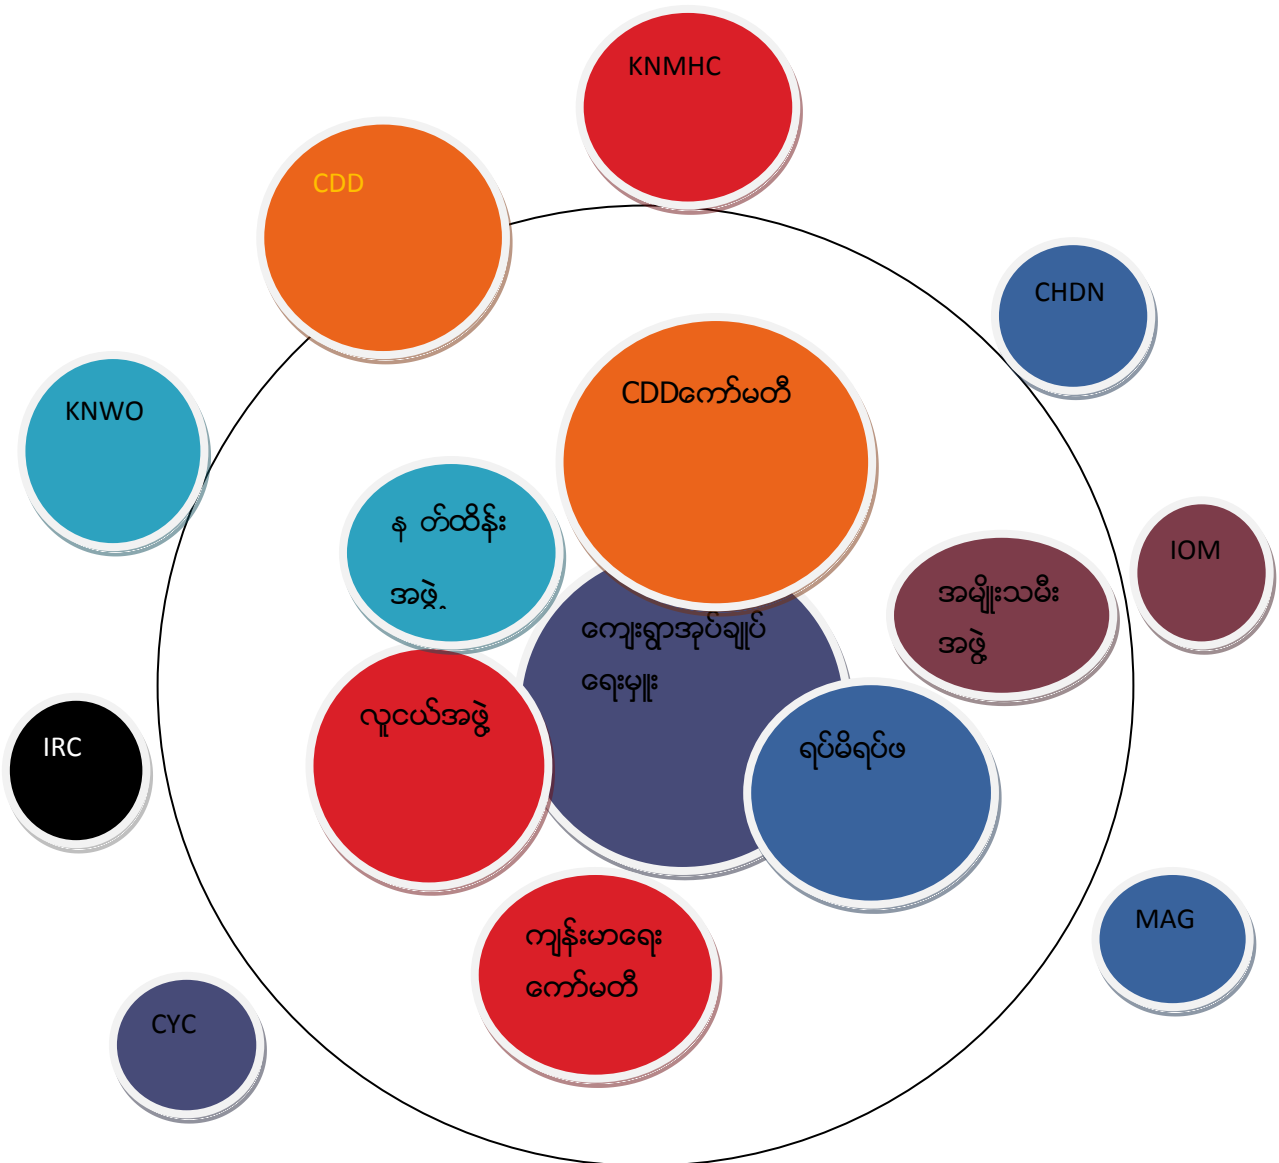 KNMHC
CDD
CHDN
CDDကော်မတီ
KNWO
န တ်ထိန်း
အဖွဲ့
IOM
အမျိုးသမီး
အဖွဲ့
ကျေးရွာအုပ်ချုပ်
ရေးမှူး
လူငယ်အဖွဲ့
IRC
ရပ်မိရပ်ဖ
MAG
ကျန်းမာရေး
ကော်မတီ
CYC